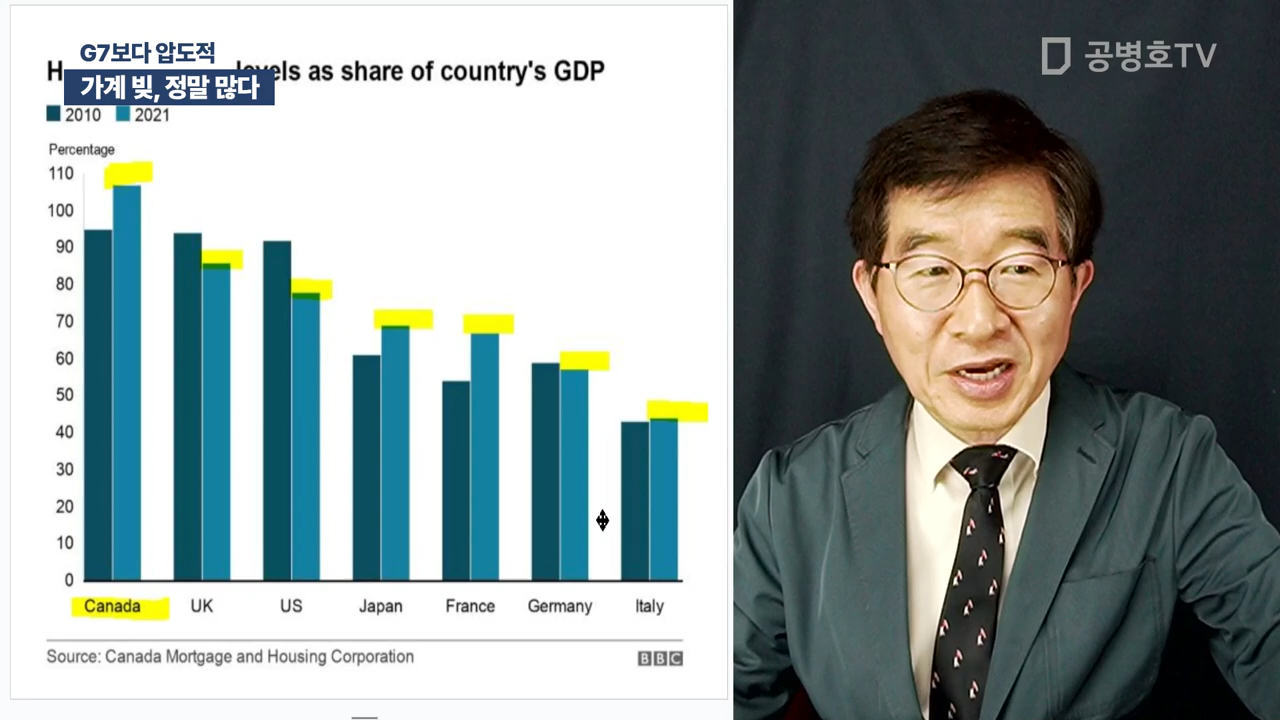 G7보다 압도적
가계 빚, 정말 많다
levels as share of country's GDP
2010 2021
Percentage
110
100
90
80
70
60
50
40
30
20
10
0
Canada UK US Japan France Germany Italy
Source: Canada Mortgage and Housing Corporation
BBC
공병호TV